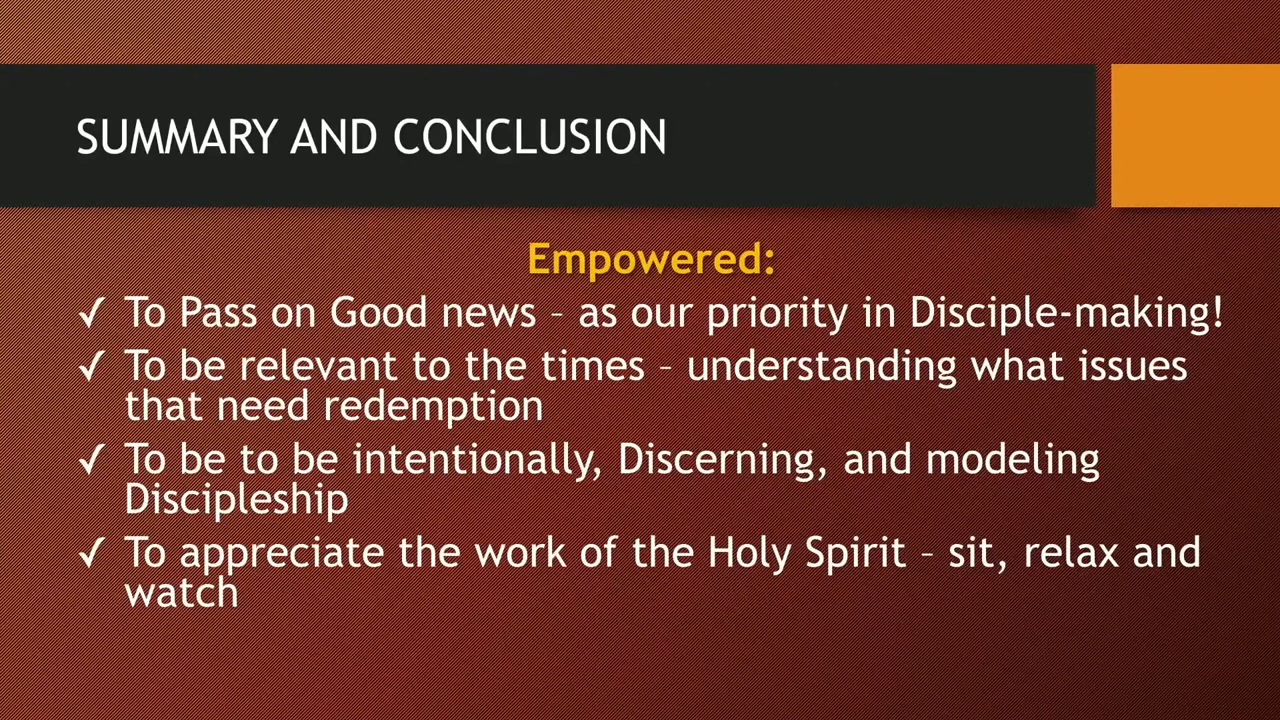 SUMMARY AND CONCLUSION
Empowered:
✓ To Pass on Good news – as our priority in Disciple-making!
✓ To be relevant to the times – understanding what issues
that need redemption
✓ To be to be intentionally, Discerning, and modeling
Discipleship
✓ To appreciate the work of the Holy Spirit – sit, relax and
watch